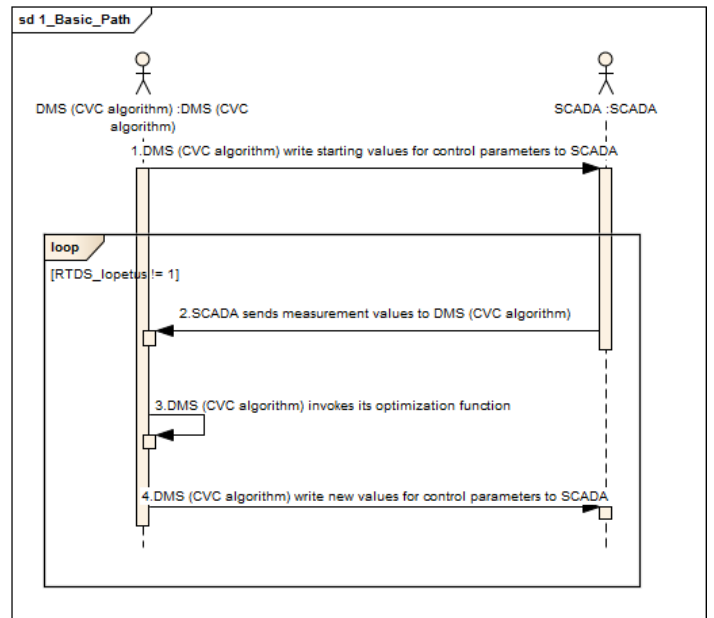 sd 1_Basic_Path
DMS (CVC algorithm) :DMS (CVC
algorithm)
SCADA :SCADA
1.DMS (CVC algorithm) write starting values for control parameters to SCADA
loop
[RTDS_lopetus != 1]
2.SCADA sends measurement values to DMS (CVC algorithm)
3.DMS (CVC algorithm) invokes its optimization function
4.DMS (CVC algorithm) write new values for control parameters to SCADA